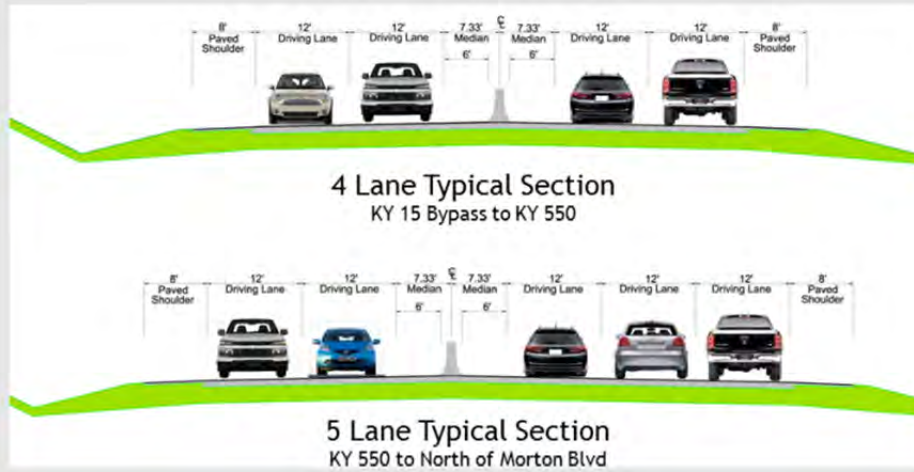 8' 12' 12' 7.33' ℄ 7.33' 12' 12' 8'
Paved Driving Lane Driving Lane Median Median Driving Lane Driving Lane Paved
Shoulder Shoulder
6' 6'
4 Lane Typical Section
KY 15 Bypass to KY 550
8' 12' 12' 7.33' ℄ 7.33' 12' 12' 12' 8'
Paved Driving Lane Driving Lane Median Median Driving Lane Driving Lane Driving Lane Paved
Shoulder Shoulder
6' 6'
5 Lane Typical Section
KY 550 to North of Morton Blvd